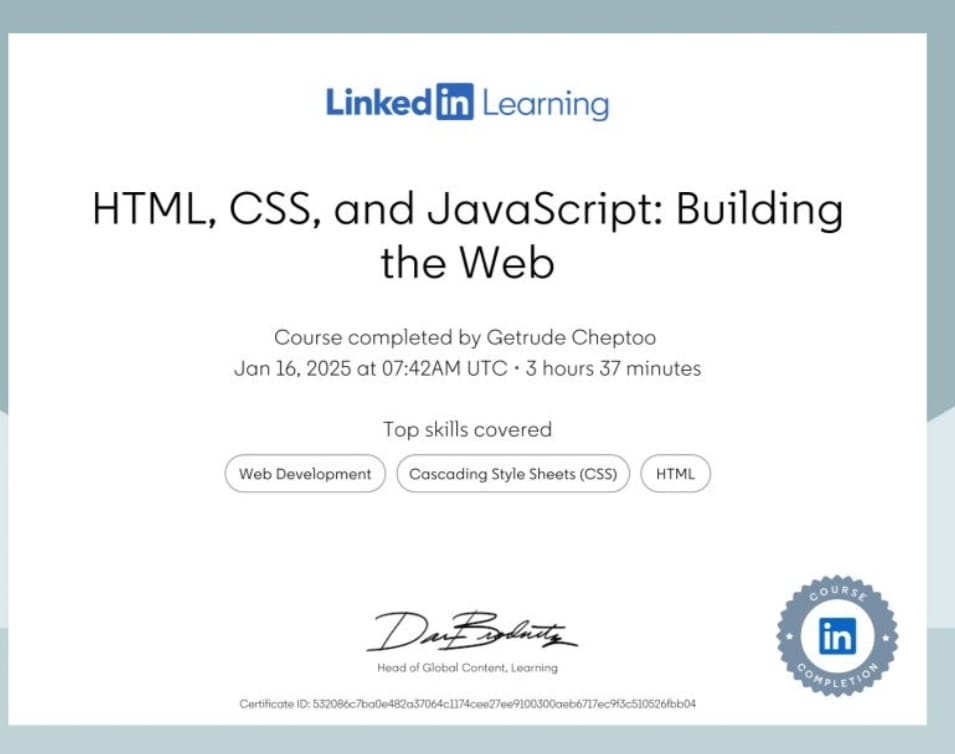 Linked in Learning
HTML, CSS, and JavaScript: Building
the Web
Course completed by Getrude Cheptoo
Jan 16, 2025 at 07:42AM UTC • 3 hours 37 minutes
Top skills covered
Web Development
Cascading Style Sheets (CSS)
HTML
Head of Global Content, Learning
COURSE
in
COMPLETION
Certificate ID: 532086c7ba0e482a37064c1174cee27ee9100300aeb6717ec9f3c510526fbb04